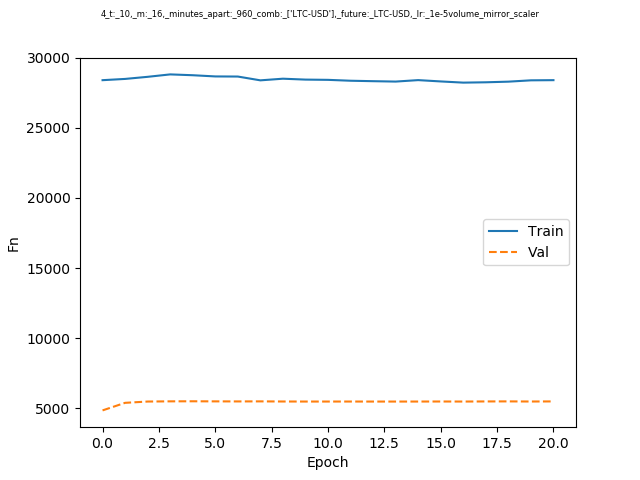 4_t:_10,_m:_16,_minutes_apart:_960_comb:_['LTC-USD'],_future:_LTC-USD,_lr:_1e-5volume_mirror_scaler
30000
25000
20000
15000
10000
5000
Fn
Train
Val
0.0 2.5 5.0 7.5 10.0 12.5 15.0 17.5 20.0
Epoch